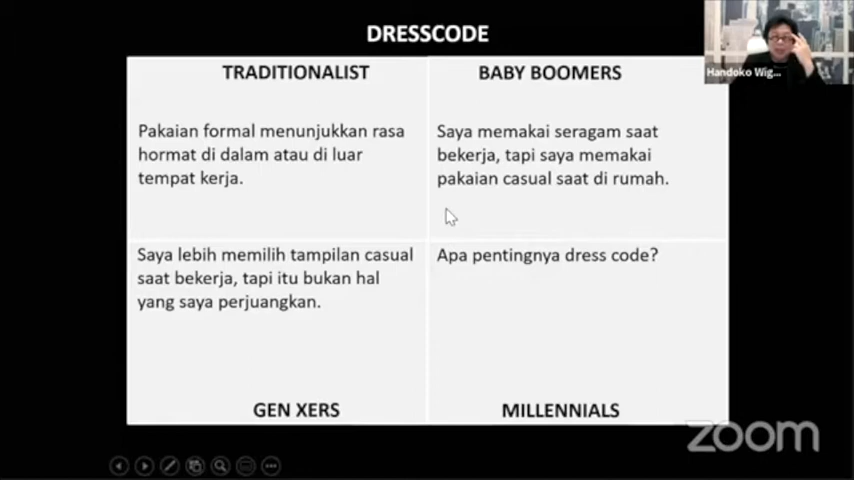 DRESSCODE
Handoko Wig...
TRADITIONALIST
BABY BOOMERS
Pakaian formal menunjukkan rasa
hormat di dalam atau di luar
tempat kerja.
Saya memakai seragam saat
bekerja, tapi saya memakai
pakaian casual saat di rumah.
Saya lebih memilih tampilan casual
saat bekerja, tapi itu bukan hal
yang saya perjuangkan.
Apa pentingnya dress code?
GEN XERS
MILLENNIALS
zoom